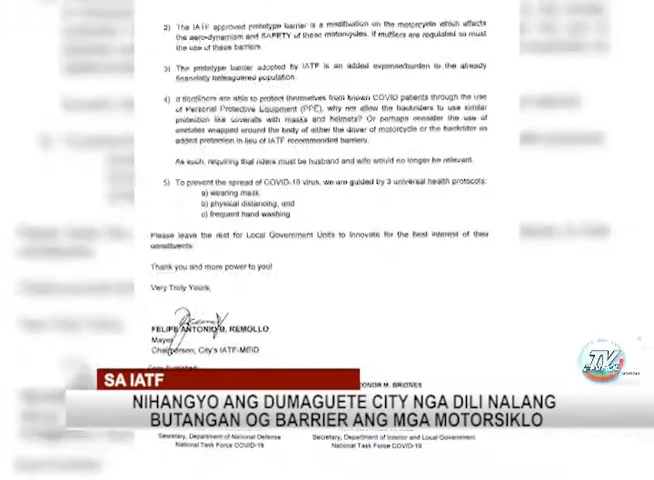 2) The IATF approved prototype barrier is a modification on the motorcycle which affects
the aerodynamism and SAFETY of these motorcycles. If mufflers are regulated so must
the use of these barriers.
3) The prototype barrier adopted by IATF is an added expense/burden to the already
financially beleaguered population.
4) If frontliners are able to protect themselves from known COVID patients through the use
of Personal Protective Equipment (PPE), why not allow the backriders to use similar
protection like coveralls with masks and helmets? Or perhaps consider the use of
wrapped around the body of either the driver of motorcycle or the backrider as
added protection in lieu of IATF recommended barriers.
As such, requiring that riders must be husband and wife would no longer be relevant.
5) To prevent the spread of COVID-19 virus, we are guided by 3 universal health protocols:
a) wearing mask
b) physical distancing, and
c) frequent hand washing
Please leave the rest for Local Government Units to innovate for the best interest of their
constituents.
Thank you and more power to you!
Very Truly Yours,
FELIPE ANTONIO B. REMOLLO
Mayor
Chairperson, City's IATF-MEID
ONOR M. BRIONES
SA IATF
TV PATROL
NIHANGYO ANG DUMAGUETE CITY NGA DILI NALANG
BUTANGAN OG BARRIER ANG MGA MOTORSIKLO
Secretary, Department of National Defense
National Task Force COVID-19
Secretary, Department of Interior and Local Government
National Task Force COVID-19